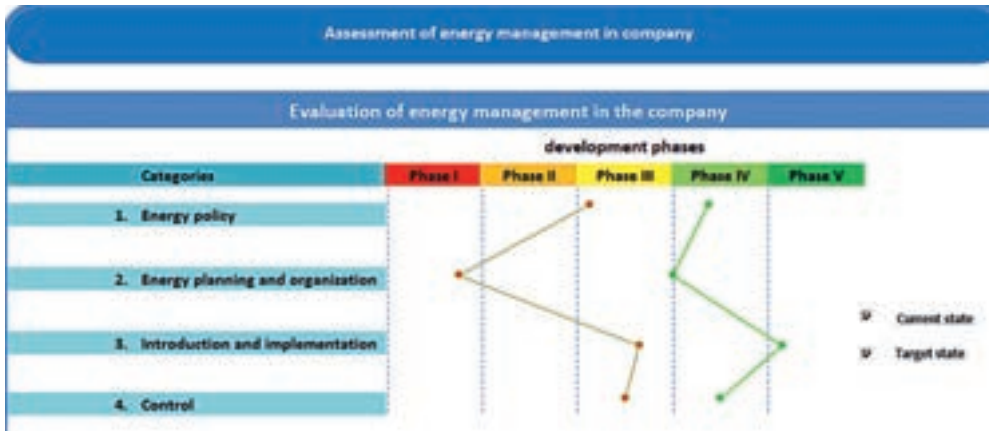 Assessment of energy management in company
Evaluation of energy management in the company
development phases
Categories Phase I Phase II Phase III Phase IV Phase V
1. Energy policy
2. Energy planning and organization
3. Introduction and implementation
4. Control
Current state
Target state